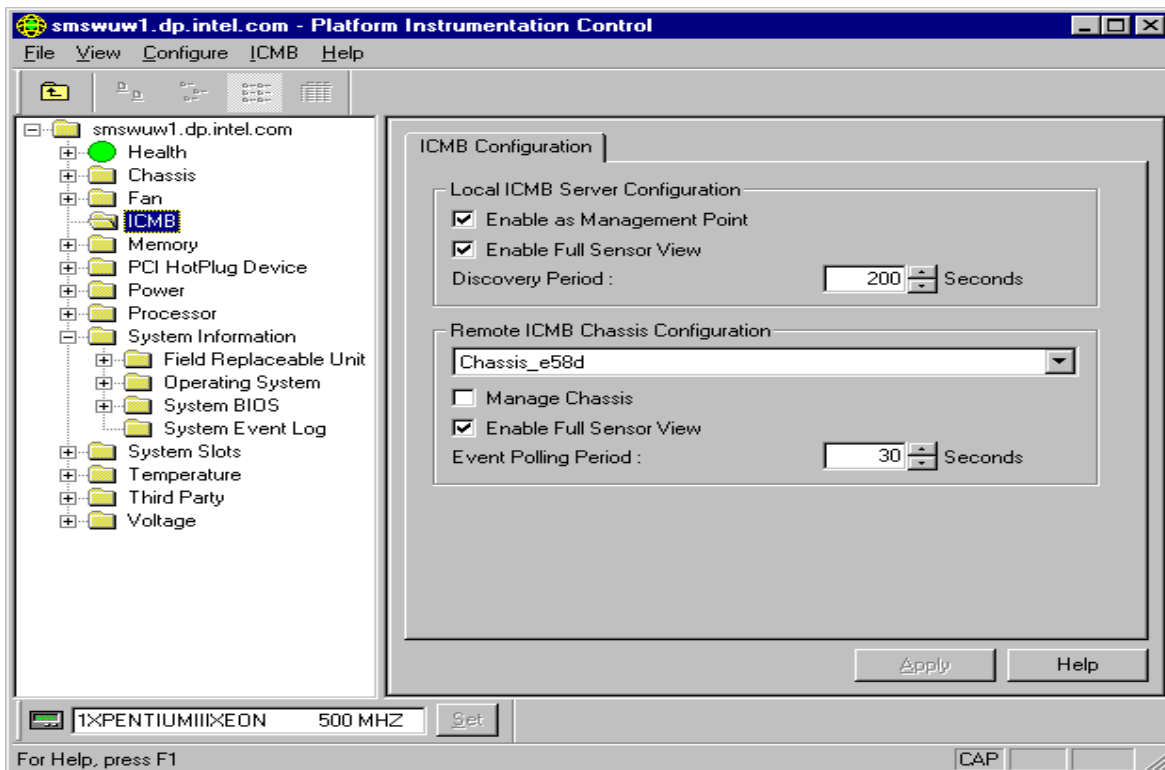 smswuw1.dp.intel.com - Platform Instrumentation Control
File View Configure ICMB Help
smswuw1.dp.intel.com
Health
Chassis
Fan
ICMB
Memory
PCI HotPlug Device
Power
Processor
System Information
Field Replaceable Unit
Operating System
System BIOS
System Event Log
System Slots
Temperature
Third Party
Voltage
ICMB Configuration
Local ICMB Server Configuration
Enable as Management Point
Enable Full Sensor View
Discovery Period : 200 Seconds
Remote ICMB Chassis Configuration
Chassis_e58d
Manage Chassis
Enable Full Sensor View
Event Polling Period : 30 Seconds
Apply Help
1XPENTIUMIIIXEON 500 MHZ Set
For Help, press F1 CAP